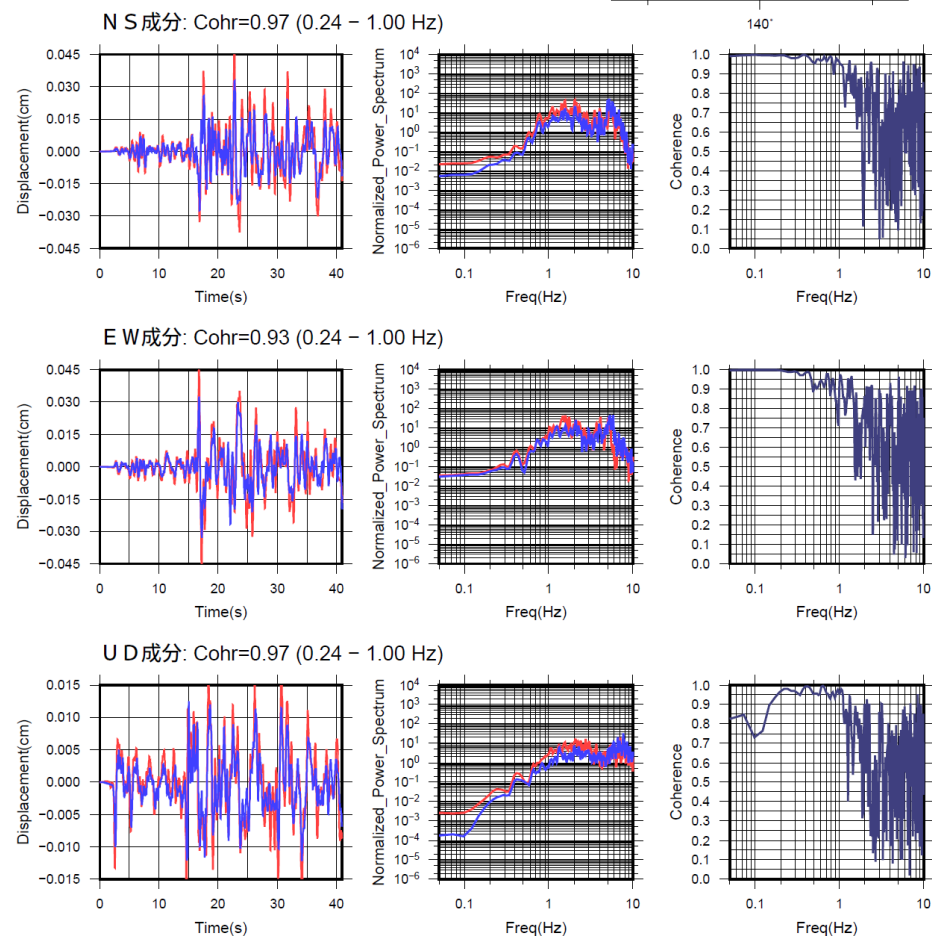 140°
NS成分: Cohr=0.97 (0.24 − 1.00 Hz)
Displacement(cm)
0.045
0.030
0.015
0.000
−0.015
−0.030
−0.045
0 10 20 30 40
Time(s)
Normalized_Power_Spectrum
10⁴
10³
10²
10¹
10⁰
10⁻¹
10⁻²
10⁻³
10⁻⁴
10⁻⁵
10⁻⁶
0.1 1 10
Freq(Hz)
Coherence
1.0
0.9
0.8
0.7
0.6
0.5
0.4
0.3
0.2
0.1
0.0
0.1 1 10
Freq(Hz)
EW成分: Cohr=0.93 (0.24 − 1.00 Hz)
Displacement(cm)
0.045
0.030
0.015
0.000
−0.015
−0.030
−0.045
0 10 20 30 40
Time(s)
Normalized_Power_Spectrum
10⁴
10³
10²
10¹
10⁰
10⁻¹
10⁻²
10⁻³
10⁻⁴
10⁻⁵
10⁻⁶
0.1 1 10
Freq(Hz)
Coherence
1.0
0.9
0.8
0.7
0.6
0.5
0.4
0.3
0.2
0.1
0.0
0.1 1 10
Freq(Hz)
UD成分: Cohr=0.97 (0.24 − 1.00 Hz)
Displacement(cm)
0.015
0.010
0.005
0.000
−0.005
−0.010
−0.015
0 10 20 30 40
Time(s)
Normalized_Power_Spectrum
10⁴
10³
10²
10¹
10⁰
10⁻¹
10⁻²
10⁻³
10⁻⁴
10⁻⁵
10⁻⁶
0.1 1 10
Freq(Hz)
Coherence
1.0
0.9
0.8
0.7
0.6
0.5
0.4
0.3
0.2
0.1
0.0
0.1 1 10
Freq(Hz)